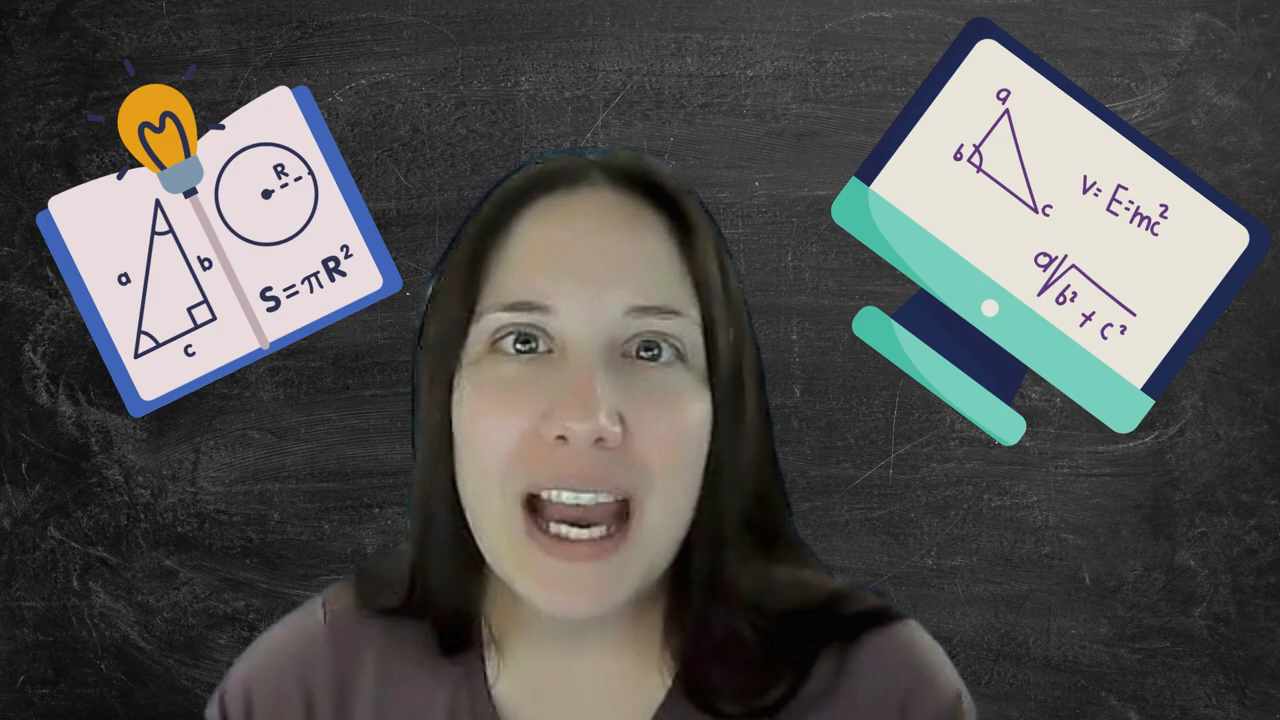 R
a
b
c
S=πR²
a
b
c
v= E=mc²
a√b² + c²